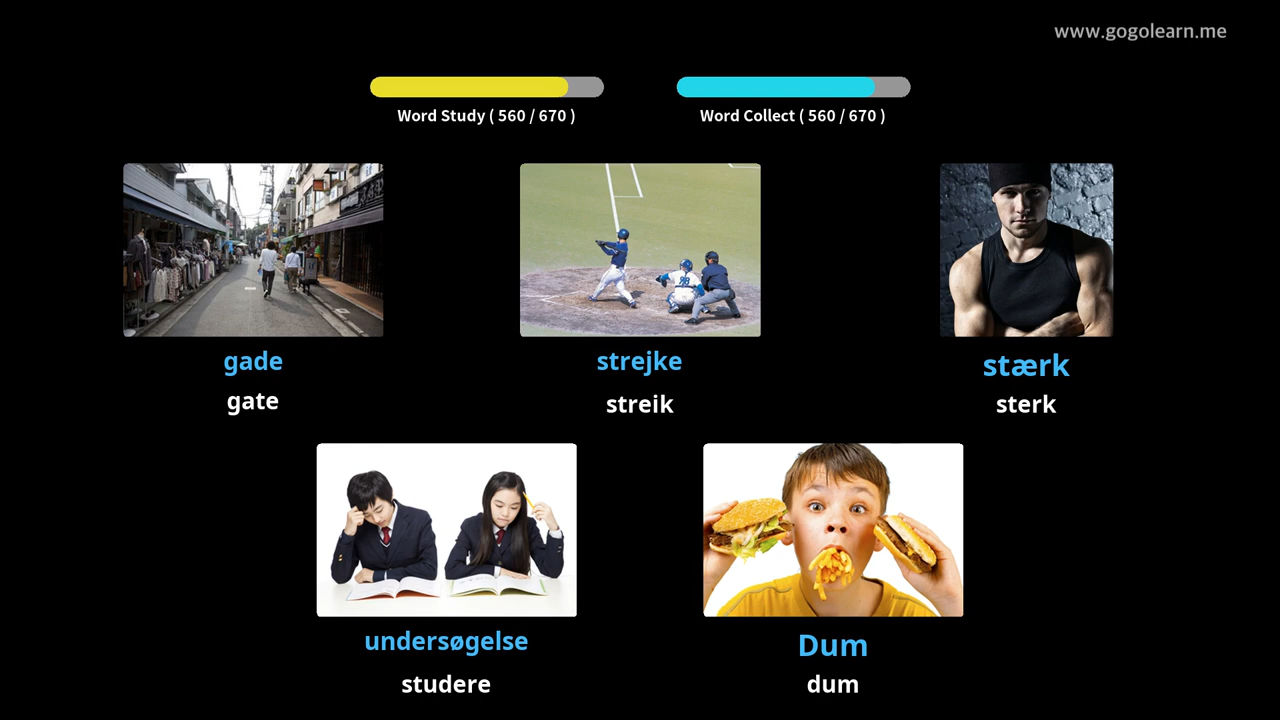 www.gogolearn.me
Word Study ( 560 / 670 )
Word Collect ( 560 / 670 )
gade
gate
strejke
streik
stærk
sterk
undersøgelse
studere
Dum
dum